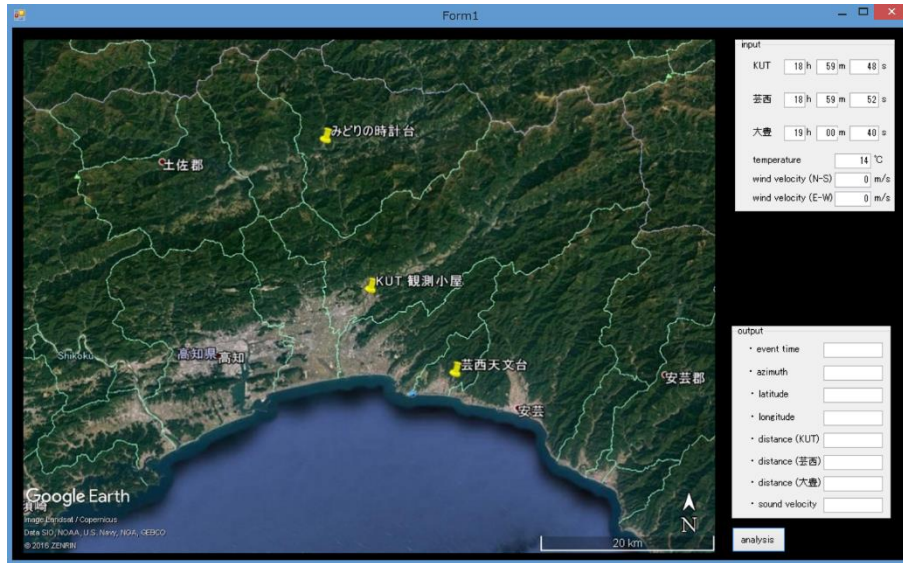 Form1
みどりの時計台
土佐郡
KUT 観測小屋
Shikoku
高知県
高知
芸西天文台
安芸郡
安芸
Google Earth
Image Landsat / Copernicus
Data SIO, NOAA, U.S. Navy, NGA, GEBCO
© 2016 ZENRIN
N
20 km
input
KUT 18 h 59 m 48 s
芸西 18 h 59 m 52 s
大豊 19 h 00 m 40 s
temperature 14 ℃
wind velocity (N-S) 0 m/s
wind velocity (E-W) 0 m/s
output
・ event time
・ azimuth
・ latitude
・ longitude
・ distance (KUT)
・ distance (芸西)
・ distance (大豊)
・ sound velocity
analysis